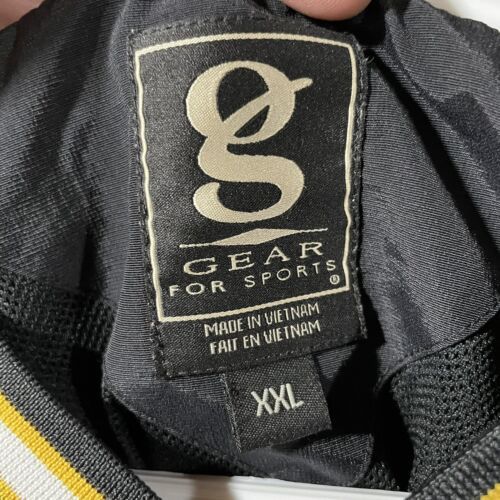 g
GEAR
FOR SPORTS®
MADE IN VIETNAM
FAIT EN VIETNAM
XXL